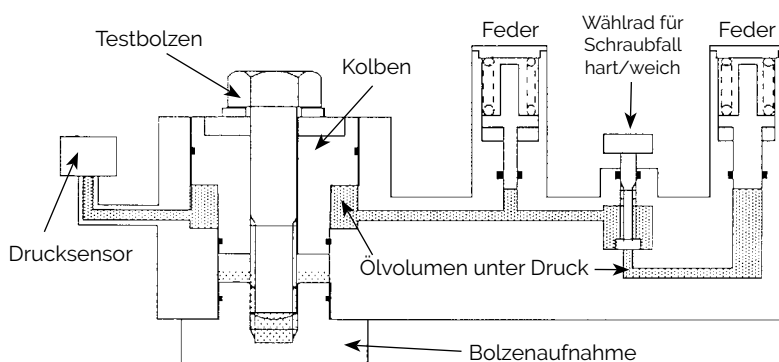 Testbolzen
Kolben
Feder
Wählrad für
Schraubfall
hart/weich
Feder
Drucksensor
Ölvolumen unter Druck
Bolzenaufnahme